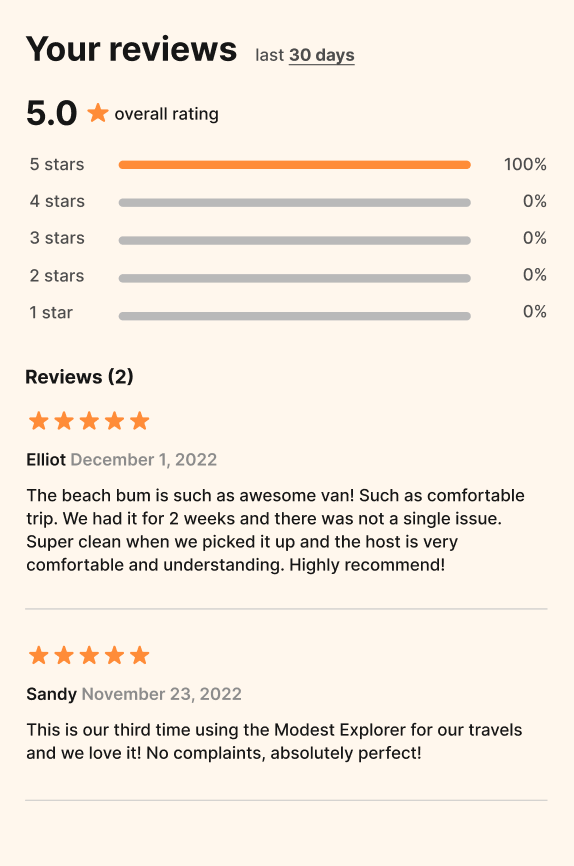 Your reviews last 30 days
5.0 overall rating
5 stars 100%
4 stars 0%
3 stars 0%
2 stars 0%
1 star 0%
Reviews (2)
Elliot December 1, 2022
The beach bum is such as awesome van! Such as comfortable
trip. We had it for 2 weeks and there was not a single issue.
Super clean when we picked it up and the host is very
comfortable and understanding. Highly recommend!
Sandy November 23, 2022
This is our third time using the Modest Explorer for our travels
and we love it! No complaints, absolutely perfect!